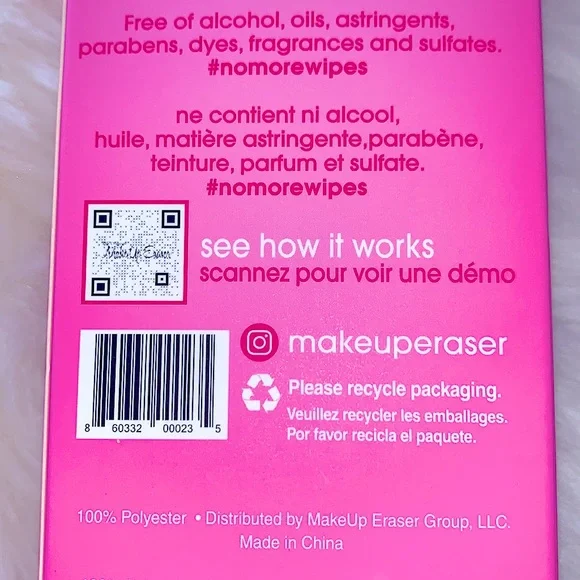 Free of alcohol, oils, astringents,
parabens, dyes, fragrances and sulfates.
#nomorewipes
ne contient ni alcool,
huile, matière astringente,parabène,
teinture, parfum et sulfate.
#nomorewipes
MakeUp Eraser
see how it works
scannez pour voir une démo
makeuperaser
Please recycle packaging.
Veuillez recycler les emballages.
Por favor recicla el paquete.
8 60332 00023 5
100% Polyester • Distributed by MakeUp Eraser Group, LLC.
Made in China